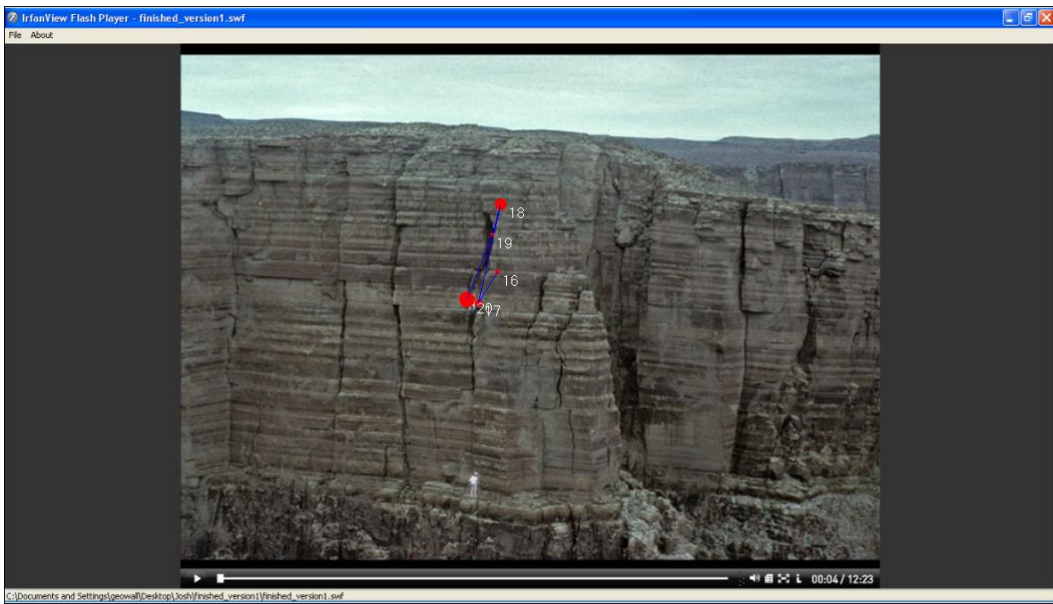 IrfanView Flash Player - finished_version1.swf
File About
18
19
16
20
17
00:04 / 12:23
C:\Documents and Settings\geowall\Desktop\Josh\finished_version1\finished_version1.swf